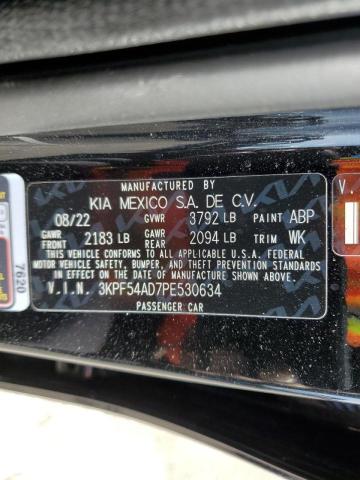 MANUFACTURED BY
KIA MEXICO S.A. DE C.V.
08/22 GVWR 3792 LB PAINT ABP
GAWR FRONT 2183 LB GAWR REAR 2094 LB TRIM WK
THIS VEHICLE CONFORMS TO ALL APPLICABLE U.S.A. FEDERAL
MOTOR VEHICLE SAFETY, BUMPER, AND THEFT PREVENTION STANDARDS
IN EFFECT ON THE DATE OF MANUFACTURE SHOWN ABOVE.
V.I.N. 3KPF54AD7PE530634
PASSENGER CAR
7620
V.